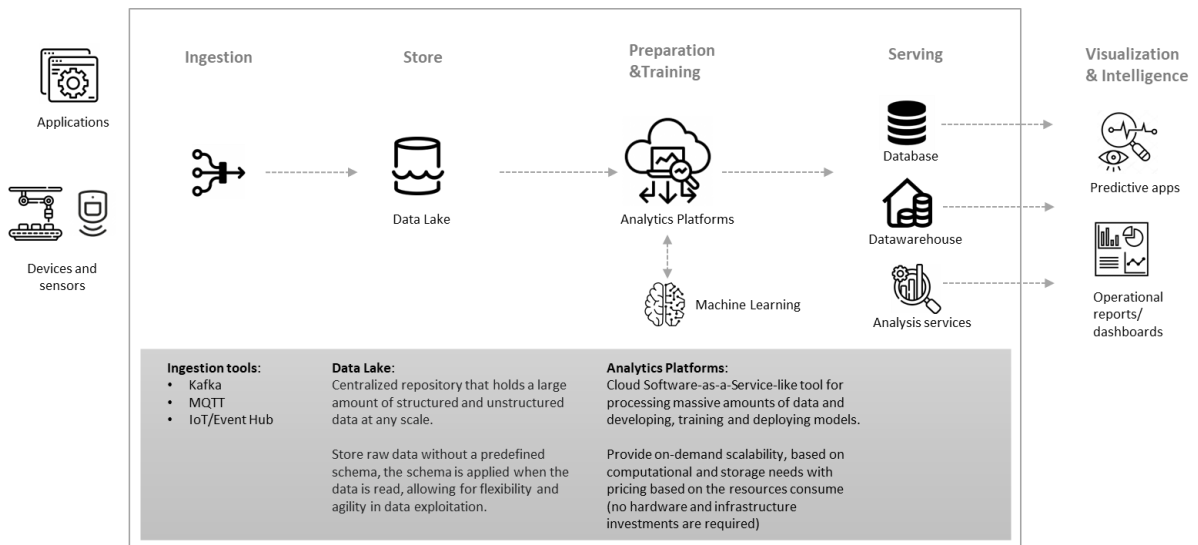 Ingestion
Store
Preparation
&Training
Serving
Visualization
& Intelligence
Applications
Devices and
sensors
Data Lake
Analytics Platforms
Machine Learning
Database
Datawarehouse
Analysis services
Predictive apps
Operational
reports/
dashboards
Ingestion tools:
• Kafka
• MQTT
• IoT/Event Hub
Data Lake:
Centralized repository that holds a large
amount of structured and unstructured
data at any scale.
Store raw data without a predefined
schema, the schema is applied when the
data is read, allowing for flexibility and
agility in data exploitation.
Analytics Platforms:
Cloud Software-as-a-Service-like tool for
processing massive amounts of data and
developing, training and deploying models.
Provide on-demand scalability, based on
computational and storage needs with
pricing based on the resources consume
(no hardware and infrastructure
investments are required)